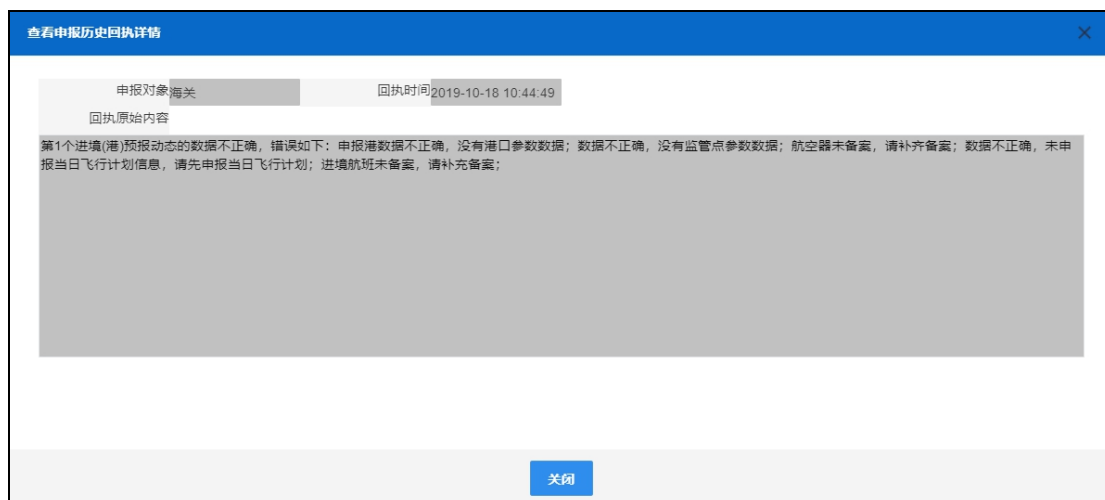 查看申报历史回执详情
申报对象 海关 回执时间 2019-10-18 10:44:49
回执原始内容
第1个进境(港)预报动态的数据不正确，错误如下：申报港数据不正确，没有港口参数数据；数据不正确，没有监管点参数数据；航空器未备案，请补齐备案；数据不正确，未申
报当日飞行计划信息，请先申报当日飞行计划；进境航班未备案，请补充备案；
关闭